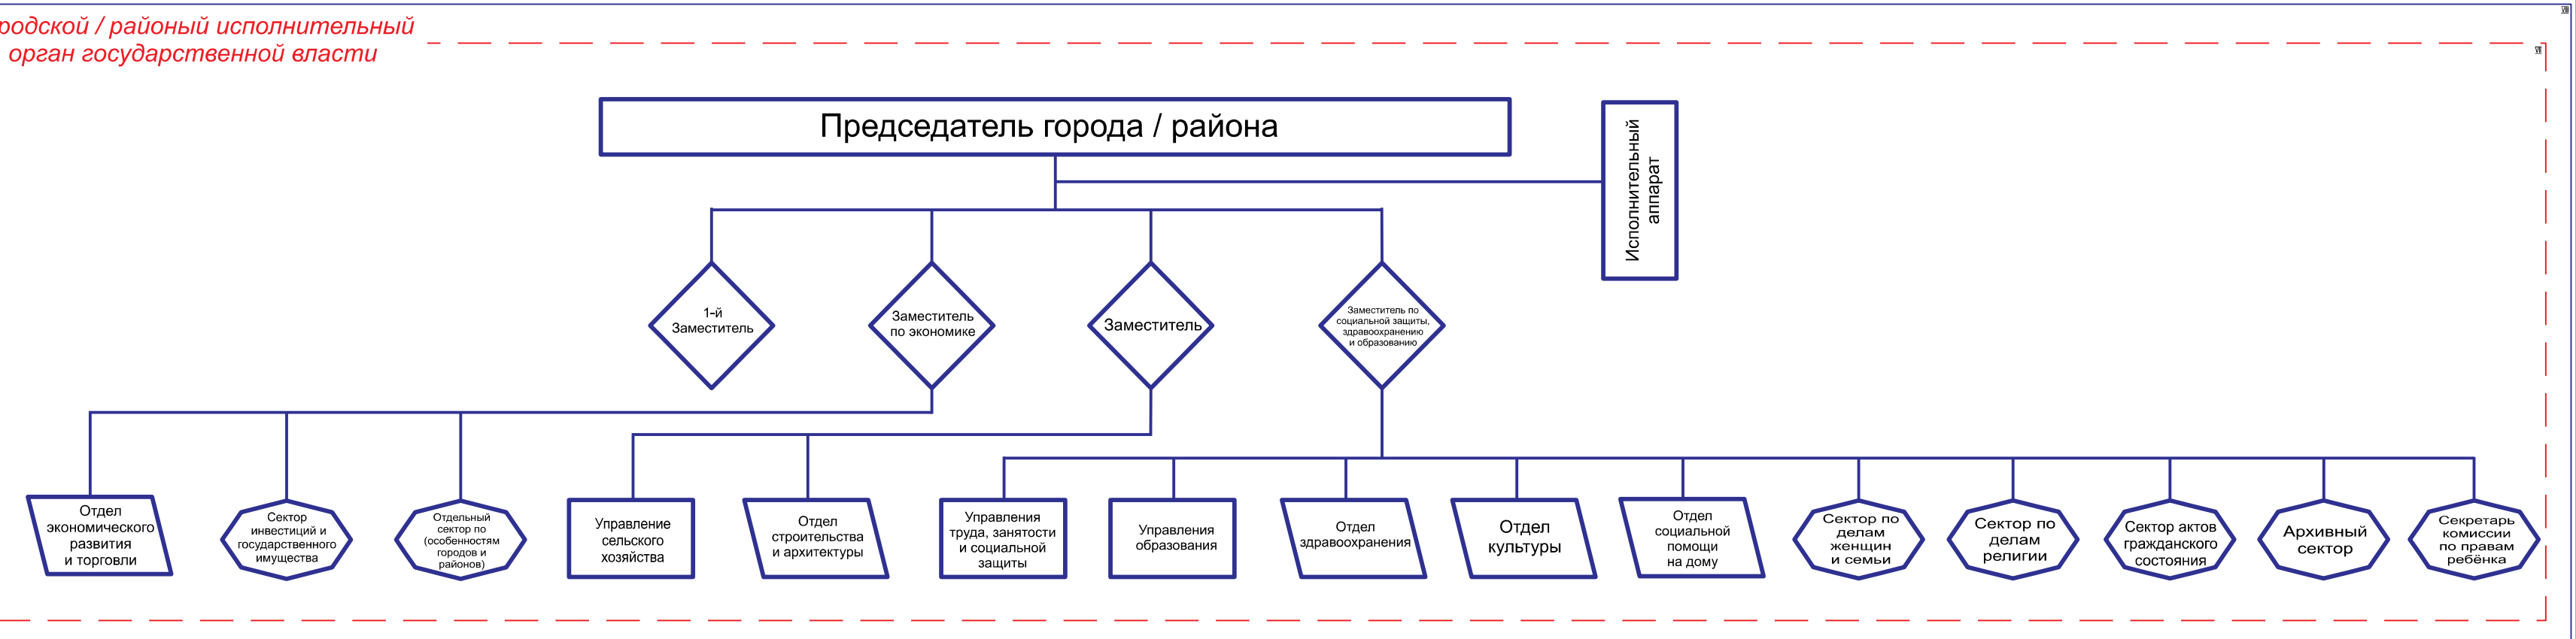 родской / районый исполнительный
орган государственной власти
VIII
VII
Председатель города / района
Исполнительный
аппарат
1-й
Заместитель
Заместитель
по экономике
Заместитель
Заместитель по
социальной защиты,
здравоохранению
и образованию
Отдел
экономического
развития
и торговли
Сектор
инвестиций и
государственного
имущества
Отдельный
сектор по
(особенностям
городов и
районов)
Управление
сельского
хозяйства
Отдел
строительства
и архитектуры
Управления
труда, занятости
и социальной
защиты
Управления
образования
Отдел
здравоохранения
Отдел
культуры
Отдел
социальной
помощи
на дому
Сектор по
делам
женщин
и семьи
Сектор по
делам
религии
Сектор актов
гражданского
состояния
Архивный
сектор
Секретарь
комиссии
по правам
ребёнка